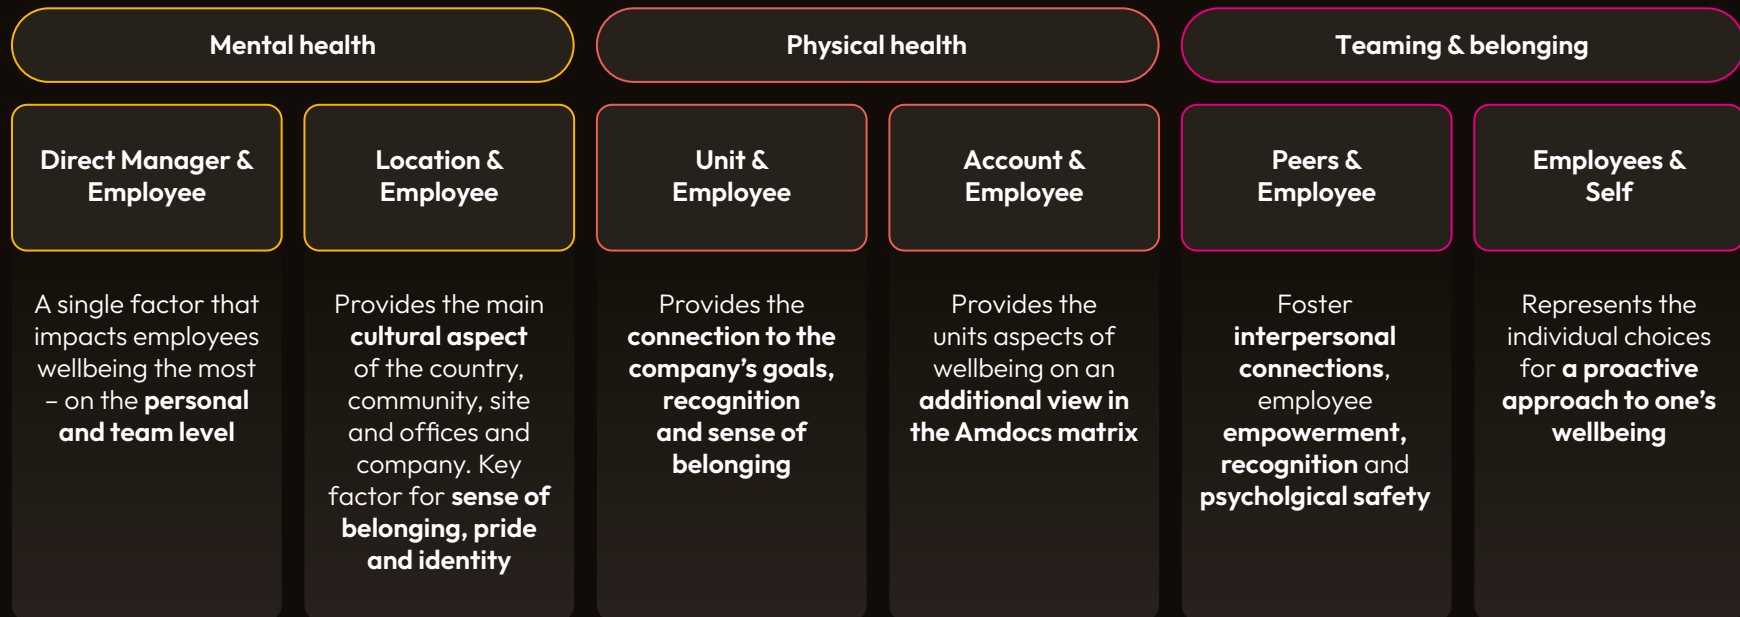 Mental health
Physical health
Teaming & belonging
Direct Manager &
Employee
Location &
Employee
Unit &
Employee
Account &
Employee
Peers &
Employee
Employees &
Self
A single factor that
impacts employees
wellbeing the most
– on the personal
and team level
Provides the main
cultural aspect
of the country,
community, site
and offices and
company. Key
factor for sense of
belonging, pride
and identity
Provides the
connection to the
company’s goals,
recognition
and sense of
belonging
Provides the
units aspects of
wellbeing on an
additional view in
the Amdocs matrix
Foster
interpersonal
connections,
employee
empowerment,
recognition and
psycholgical safety
Represents the
individual choices
for a proactive
approach to one’s
wellbeing